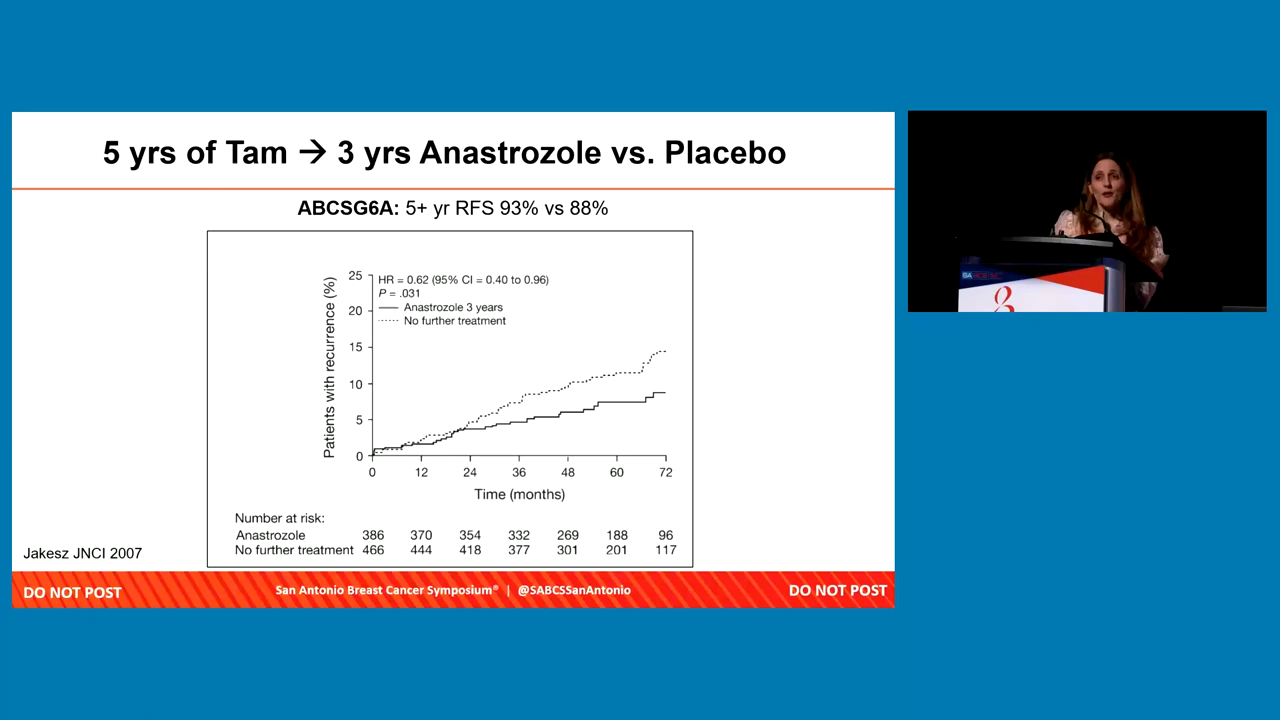 5 yrs of Tam → 3 yrs Anastrozole vs. Placebo
ABCSG6A: 5+ yr RFS 93% vs 88%
Patients with recurrence (%)
25
20
15
10
5
0
HR = 0.62 (95% CI = 0.40 to 0.96)
P = .031
Anastrozole 3 years
No further treatment
0 12 24 36 48 60 72
Time (months)
Number at risk:
Anastrozole 386 370 354 332 269 188 96
No further treatment 466 444 418 377 301 201 117
Jakesz JNCI 2007
DO NOT POST
San Antonio Breast Cancer Symposium® | @SABCSSanAntonio
DO NOT POST